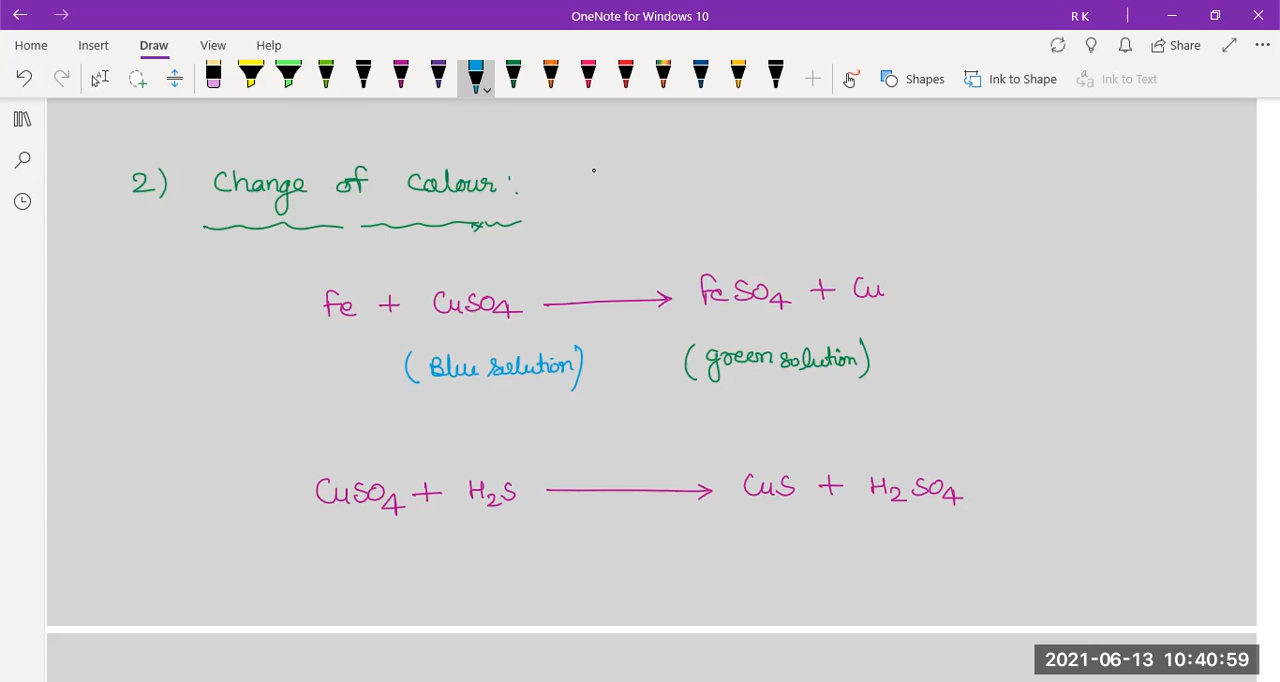 OneNote for Windows 10
R K
Home Insert Draw View Help
Share
Shapes Ink to Shape Ink to Text
2) Change of Colour:
Fe + CuSO4 → FeSO4 + Cu
(Blue solution) (green solution)
CuSO4 + H2S → CuS + H2SO4
2021-06-13 10:40:59